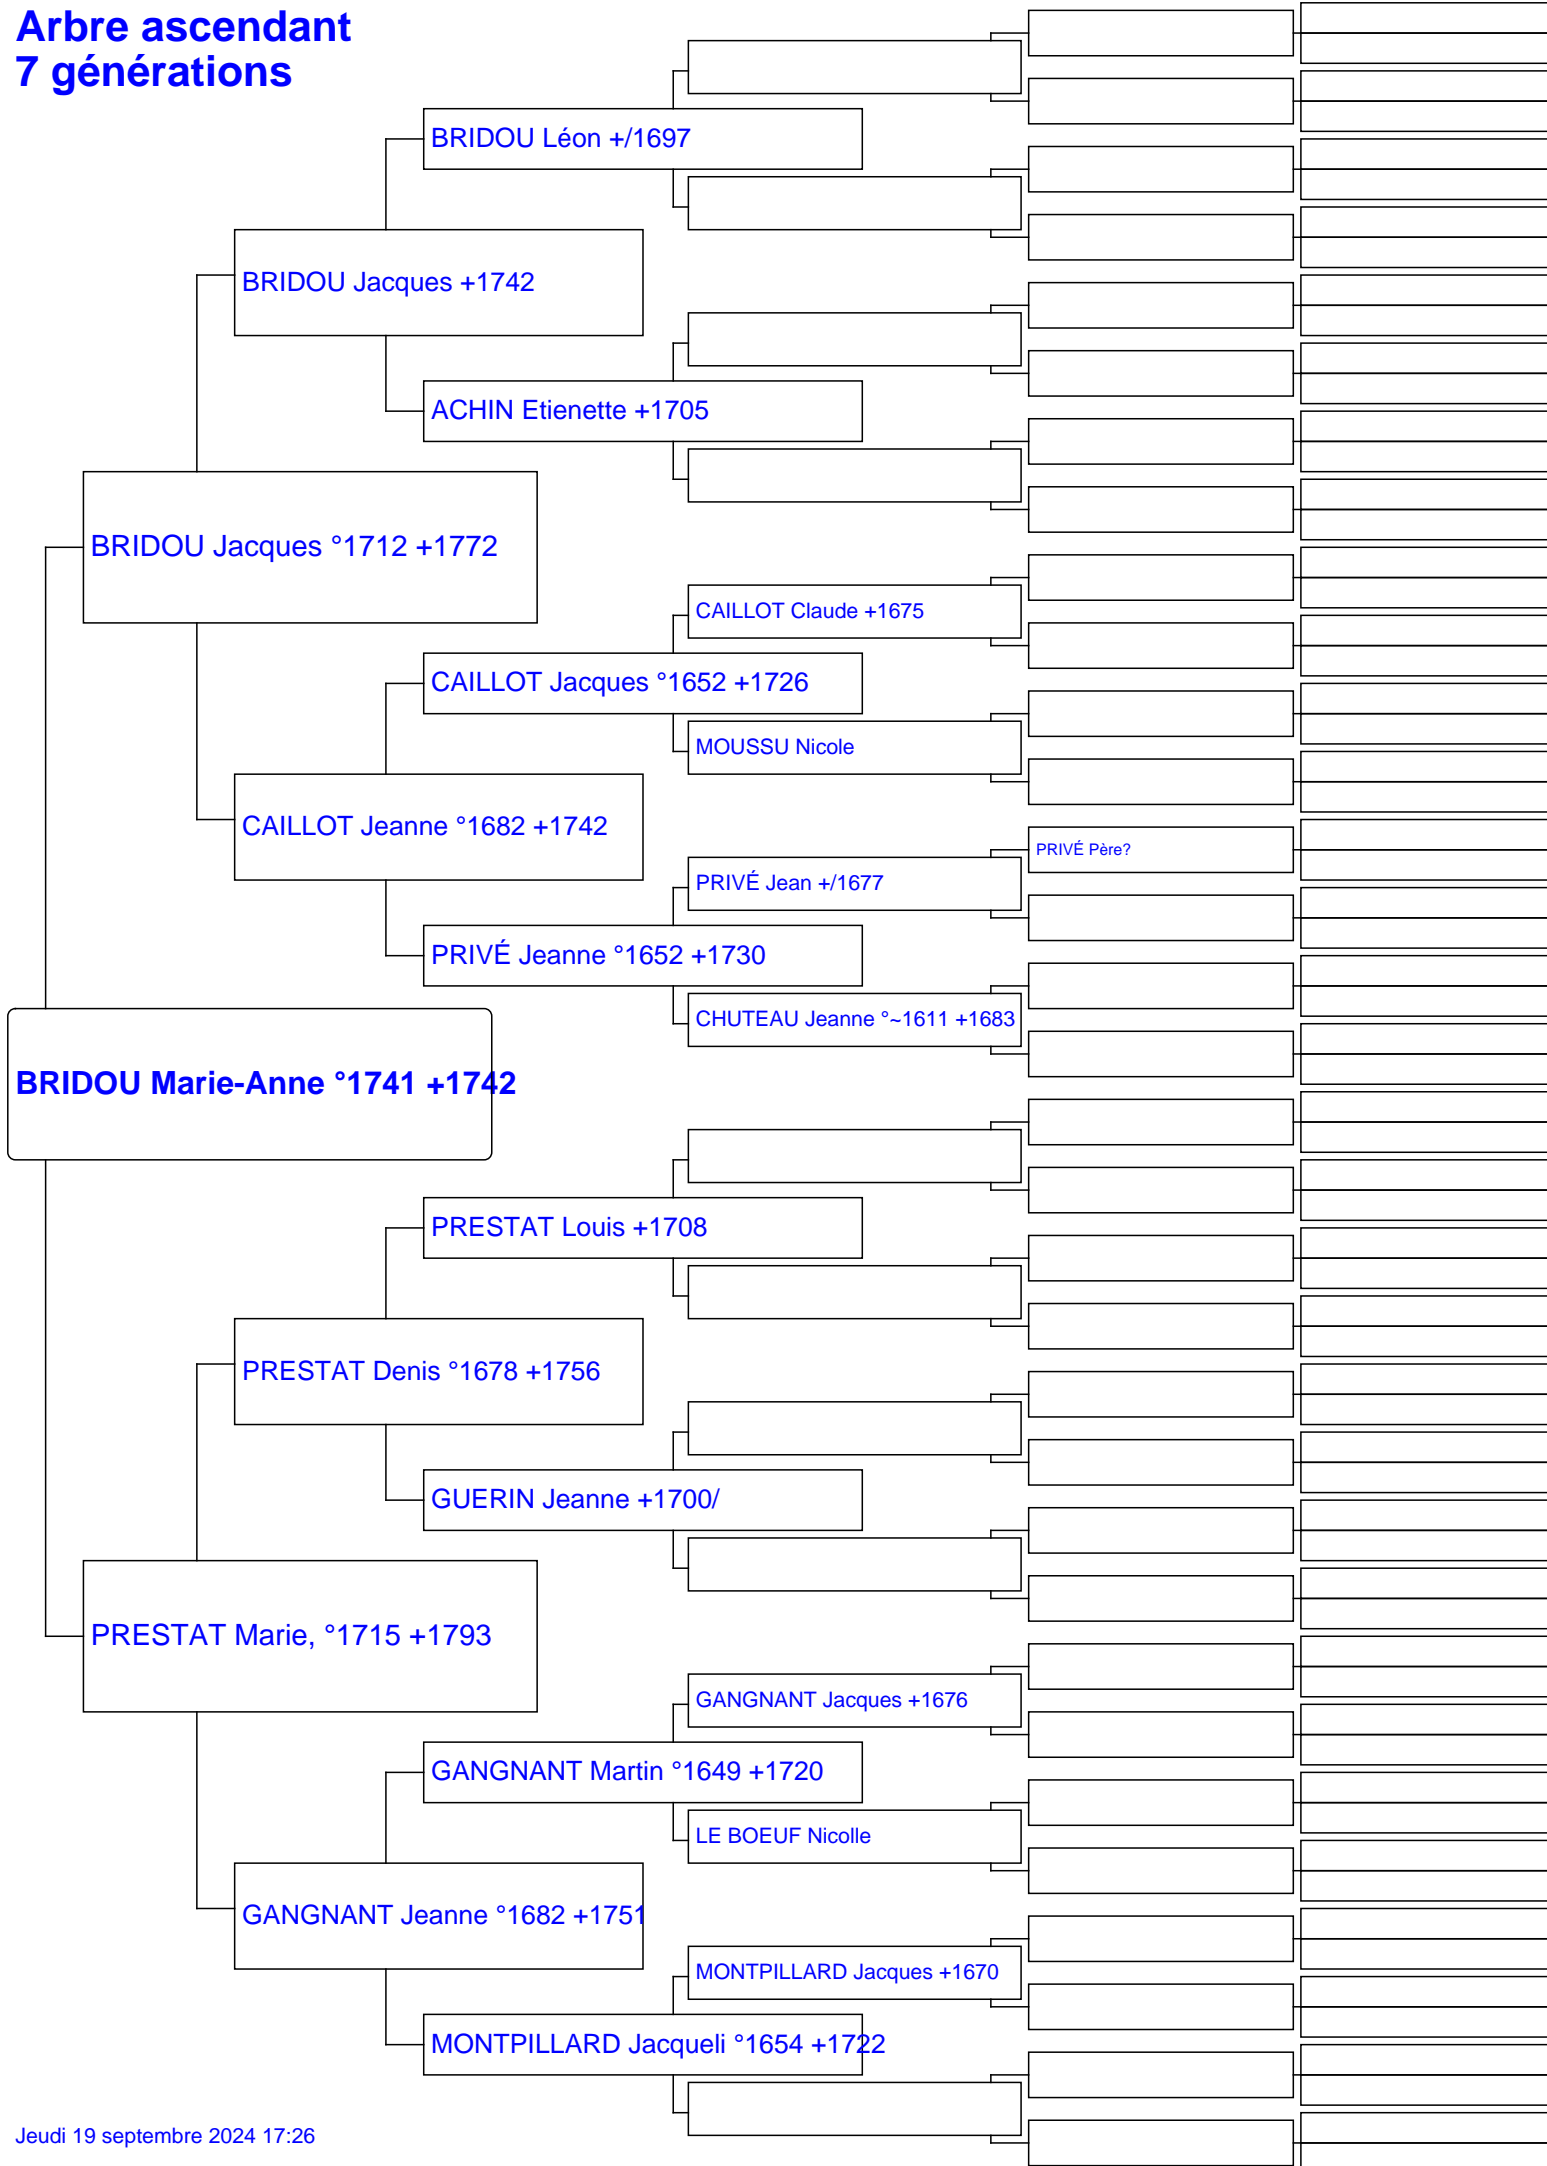 Arbre ascendant
7 générations
BRIDOU Léon +/1697
BRIDOU Jacques +1742
ACHIN Etienette +1705
BRIDOU Jacques °1712 +1772
CAILLOT Claude +1675
CAILLOT Jacques °1652 +1726
MOUSSU Nicole
CAILLOT Jeanne °1682 +1742
PRIVÉ Père?
PRIVÉ Jean +/1677
PRIVÉ Jeanne °1652 +1730
CHUTEAU Jeanne °~1611 +1683
BRIDOU Marie-Anne °1741 +1742
PRESTAT Louis +1708
PRESTAT Denis °1678 +1756
GUERIN Jeanne +1700/
PRESTAT Marie, °1715 +1793
GANGNANT Jacques +1676
GANGNANT Martin °1649 +1720
LE BOEUF Nicolle
GANGNANT Jeanne °1682 +1751
MONTPILLARD Jacques +1670
MONTPILLARD Jacqueli °1654 +1722
Jeudi 19 septembre 2024 17:26